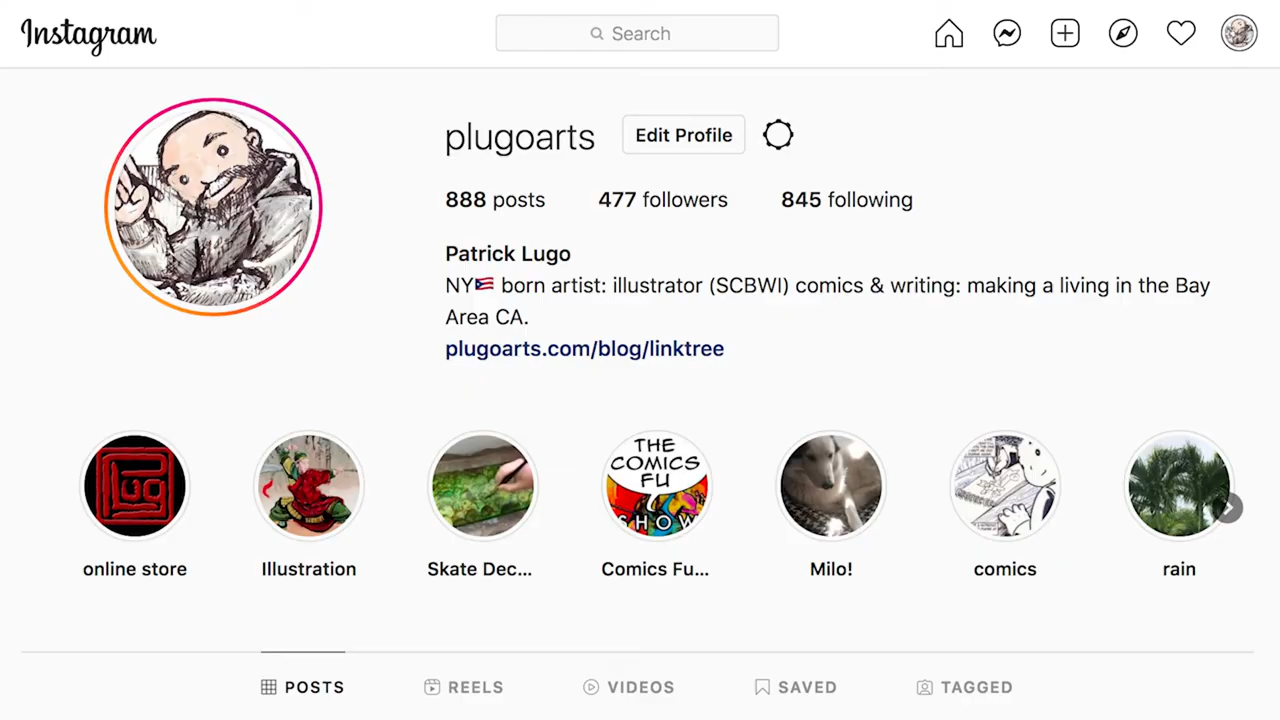 Instagram
Search
plugoarts
Edit Profile
888 posts
477 followers
845 following
Patrick Lugo
NY🇵🇷 born artist: illustrator (SCBWI) comics & writing: making a living in the Bay
Area CA.
plugoarts.com/blog/linktree
Lug
THE
COMICS
FU
SHOW
online store
Illustration
Skate Dec...
Comics Fu...
Milo!
comics
rain
POSTS
REELS
VIDEOS
SAVED
TAGGED